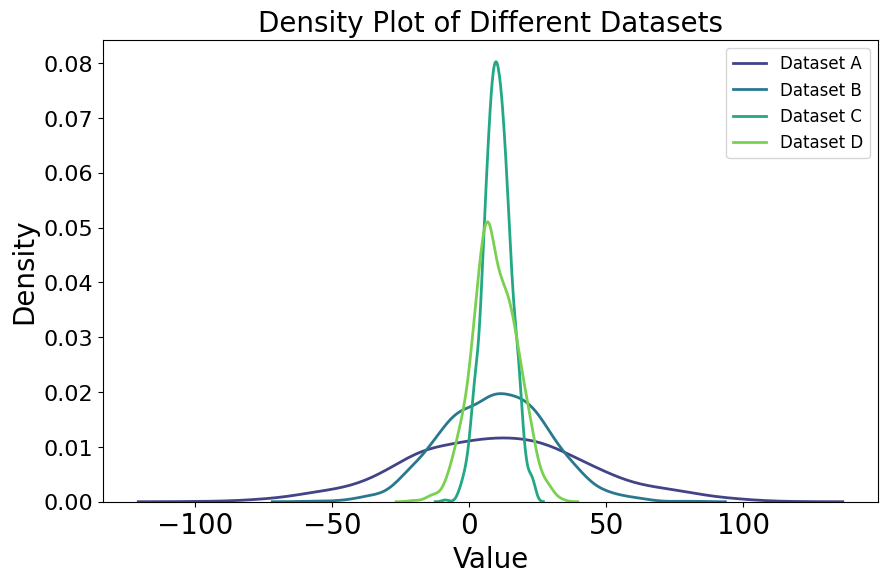 Density Plot of Different Datasets
Dataset A
Dataset B
Dataset C
Dataset D
Density
0.08
0.07
0.06
0.05
0.04
0.03
0.02
0.01
0.00
−100
−50
0
50
100
Value